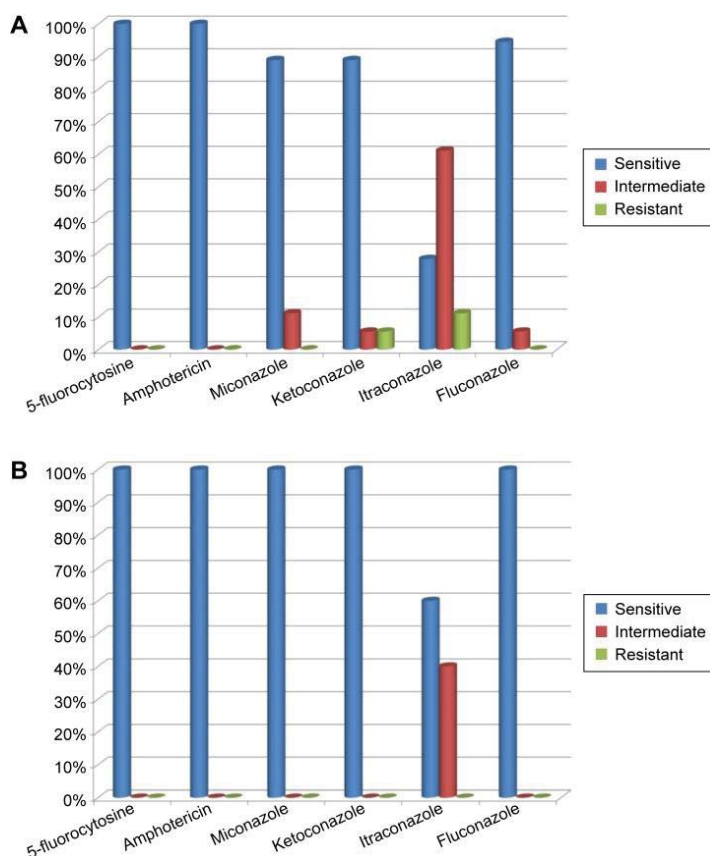 A
100%
90%
80%
70%
60%
50%
40%
30%
20%
10%
0%
5-fluorocytosine
Amphotericin
Miconazole
Ketoconazole
Itraconazole
Fluconazole
Sensitive
Intermediate
Resistant
B
100%
90%
80%
70%
60%
50%
40%
30%
20%
10%
0%
5-fluorocytosine
Amphotericin
Miconazole
Ketoconazole
Itraconazole
Fluconazole
Sensitive
Intermediate
Resistant